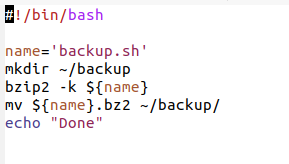 #!/bin/bash
name='backup.sh'
mkdir ~/backup
bzip2 -k ${name}
mv ${name}.bz2 ~/backup/
echo "Done"